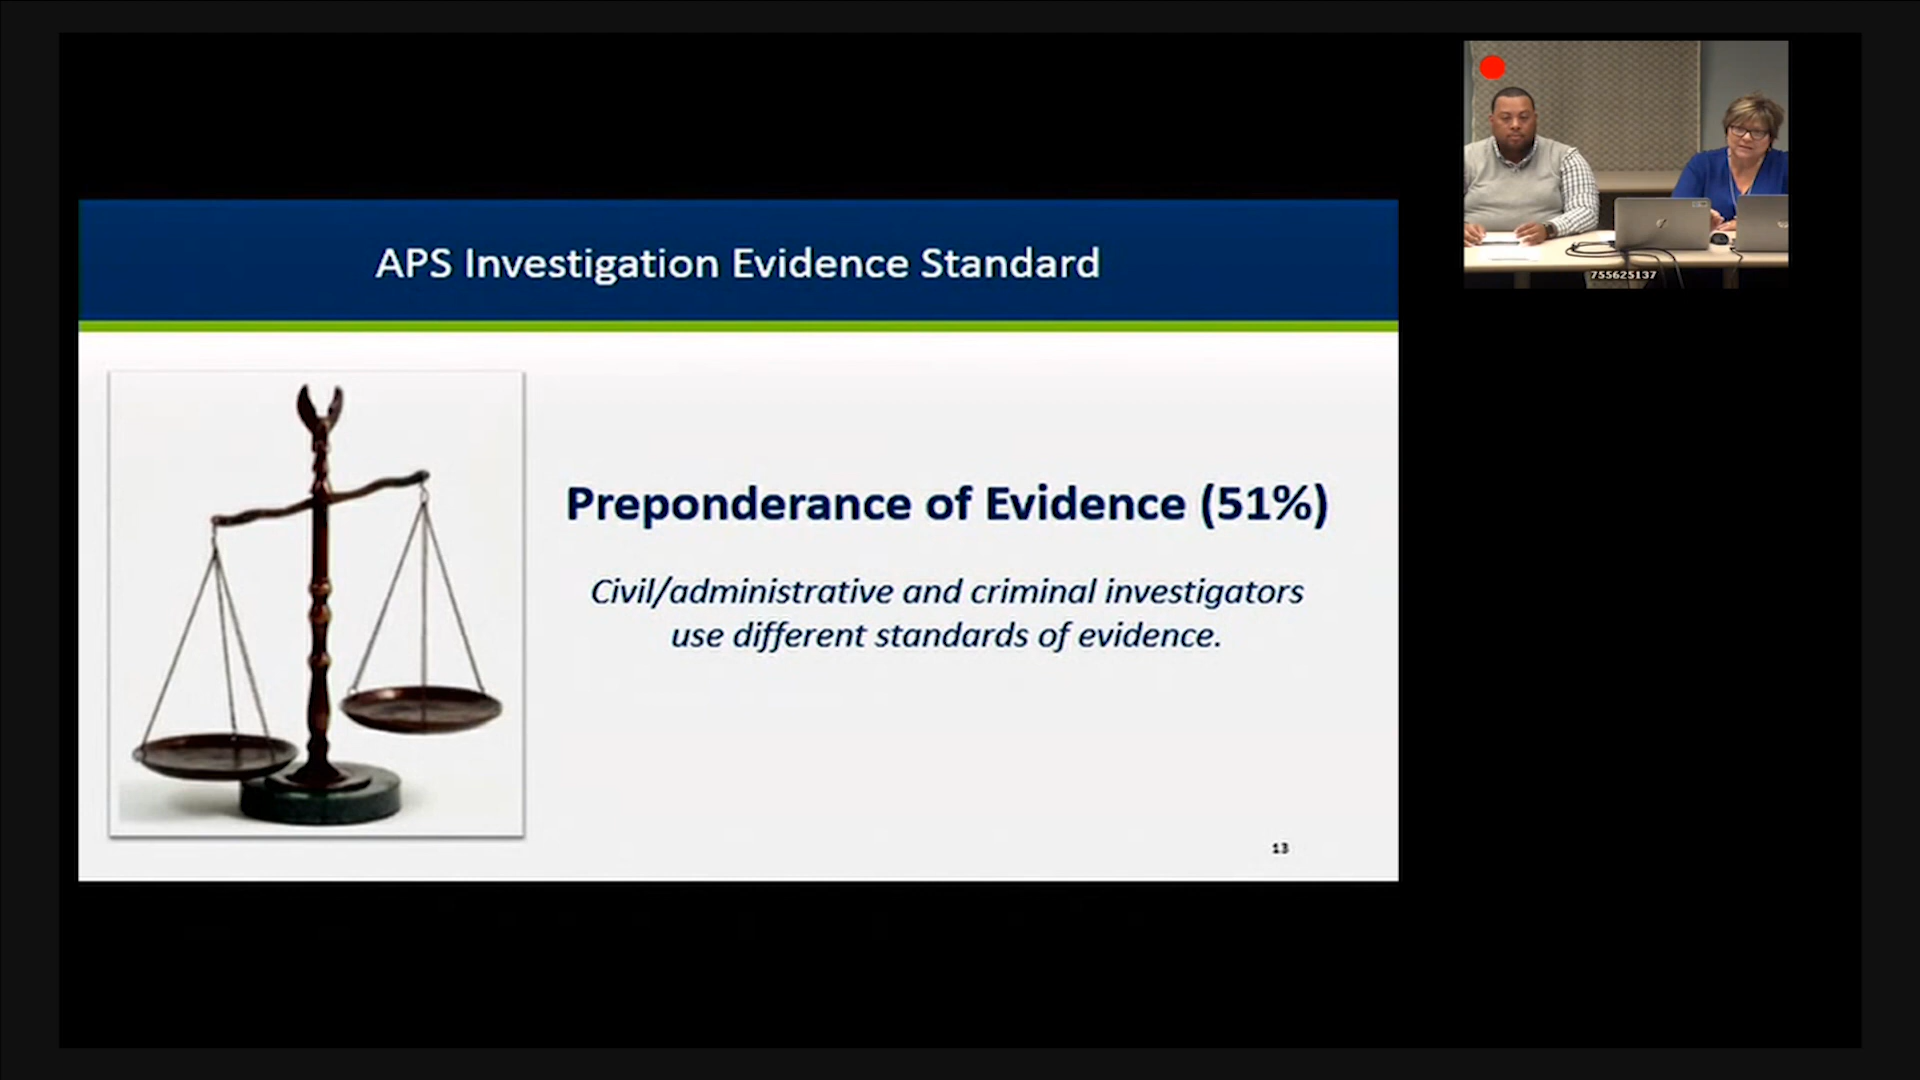 APS Investigation Evidence Standard
Preponderance of Evidence (51%)
Civil/administrative and criminal investigators
use different standards of evidence.
13
755625137